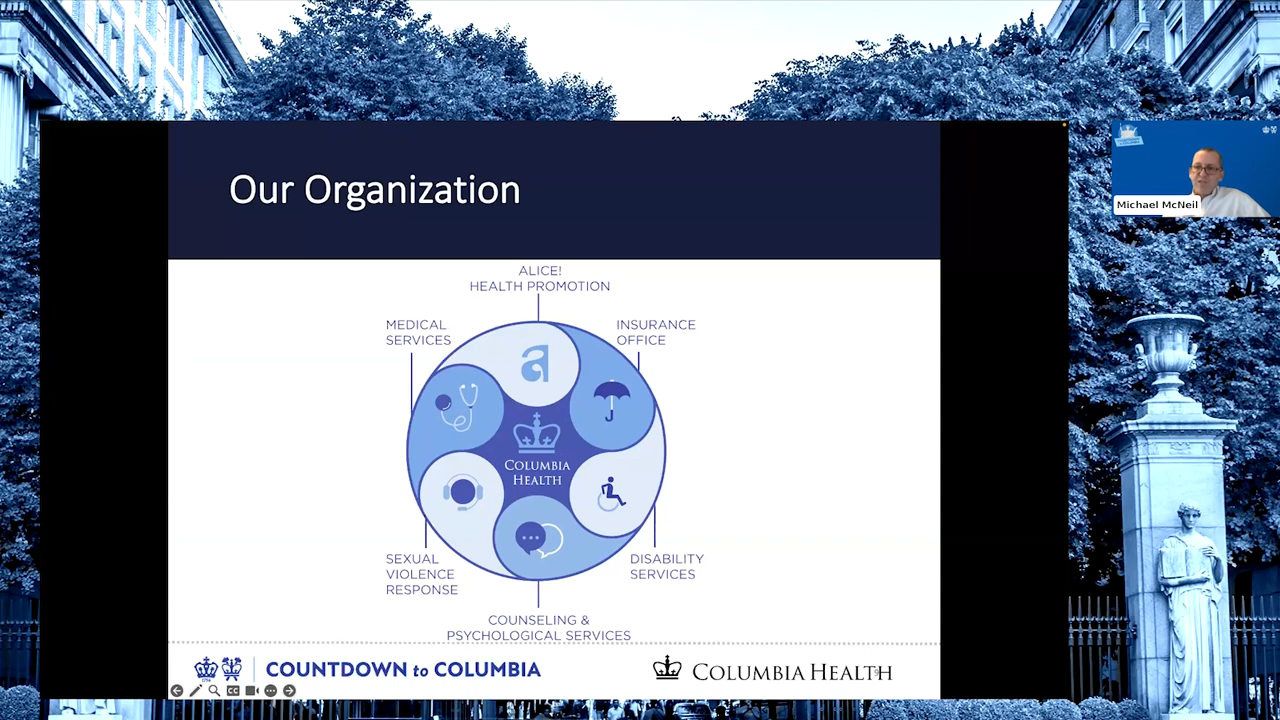 Our Organization
ALICE!
HEALTH PROMOTION
MEDICAL
SERVICES
INSURANCE
OFFICE
a
COLUMBIA
HEALTH
SEXUAL
VIOLENCE
RESPONSE
DISABILITY
SERVICES
COUNSELING &
PSYCHOLOGICAL SERVICES
COUNTDOWN to COLUMBIA
COLUMBIA HEALTH
CC
Michael McNeil